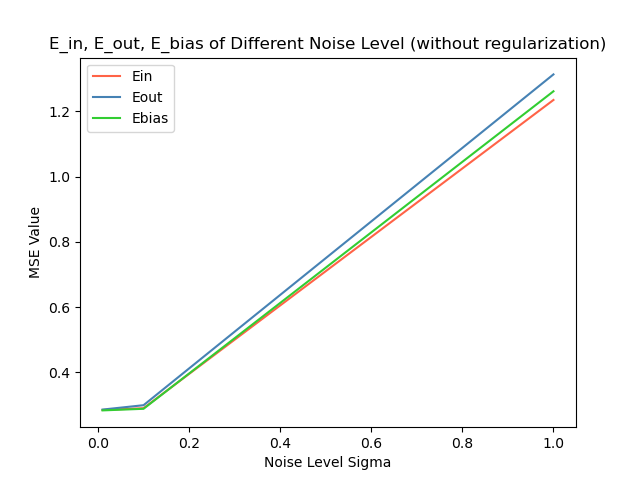 E_in, E_out, E_bias of Different Noise Level (without regularization)
Ein
Eout
Ebias
1.2
1.0
0.8
0.6
0.4
MSE Value
0.0 0.2 0.4 0.6 0.8 1.0
Noise Level Sigma